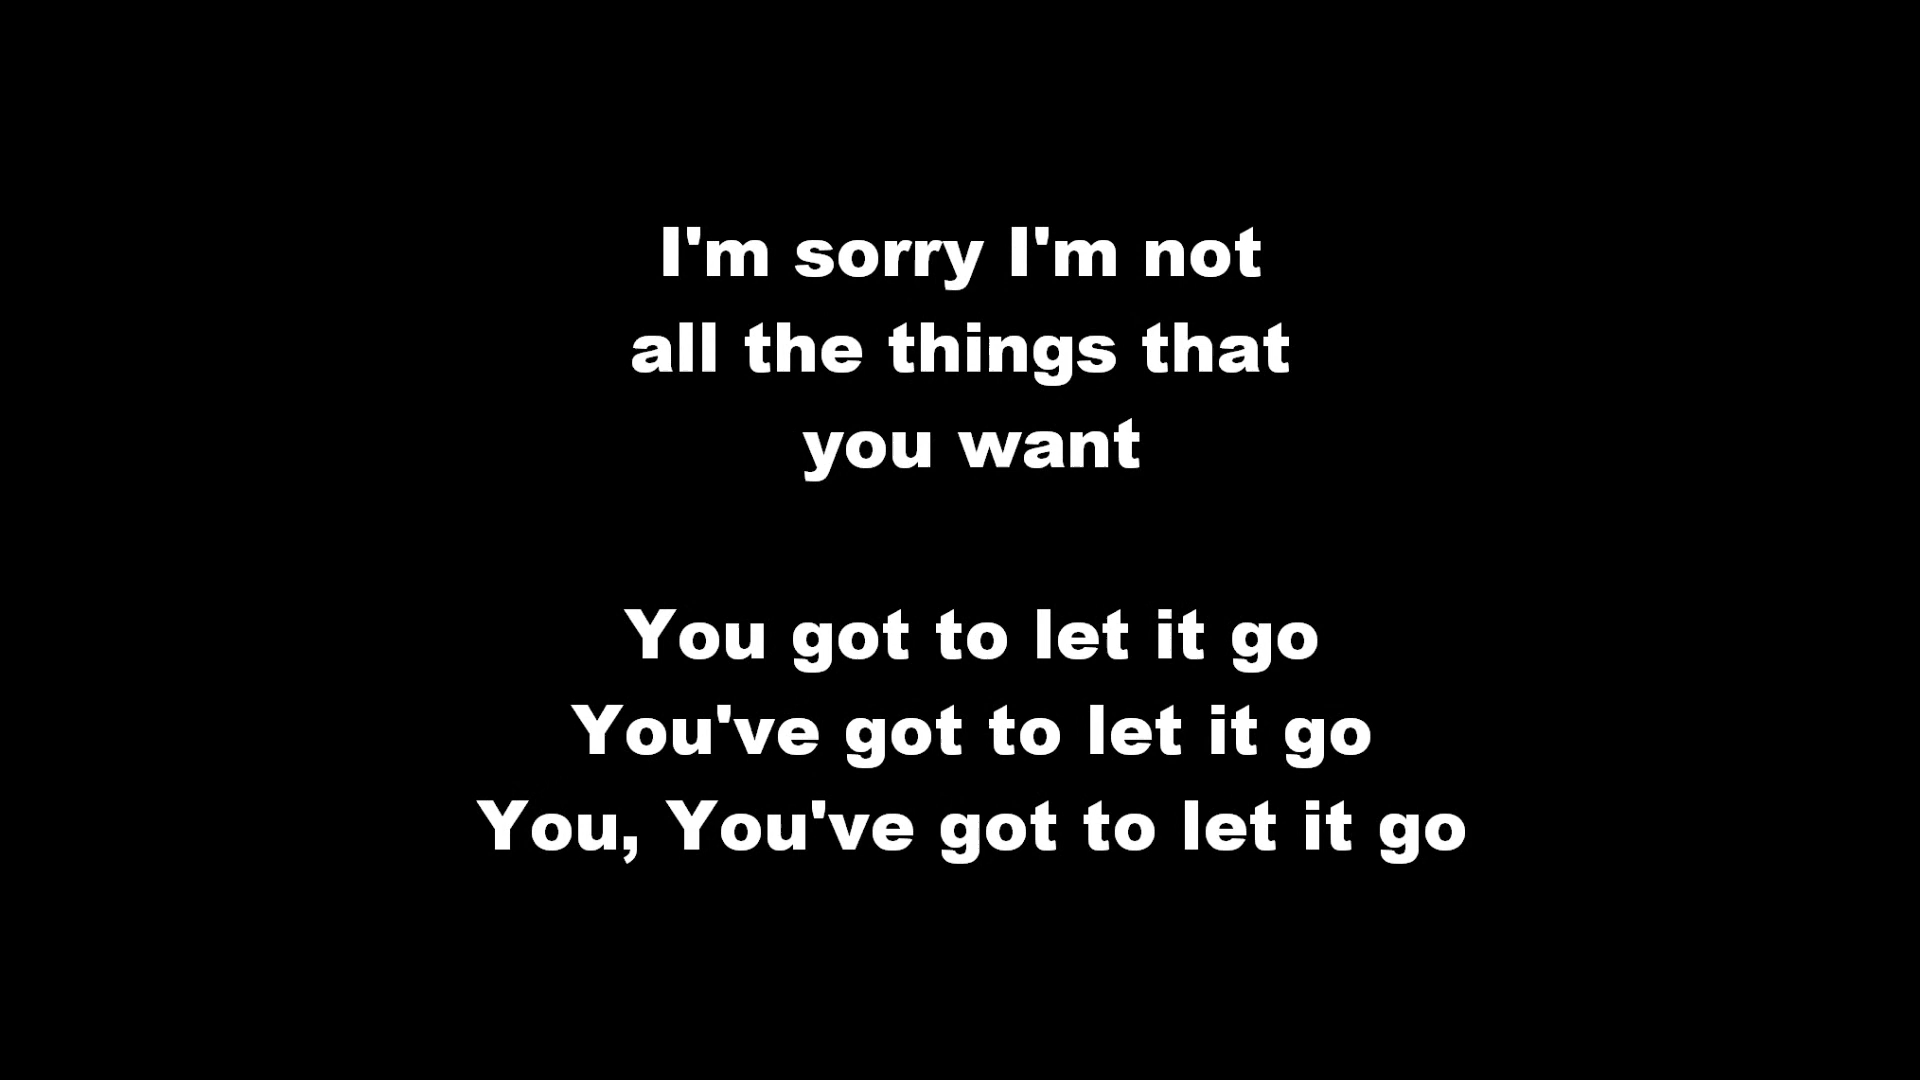 I'm sorry I'm not
all the things that
you want
You got to let it go
You've got to let it go
You, You've got to let it go